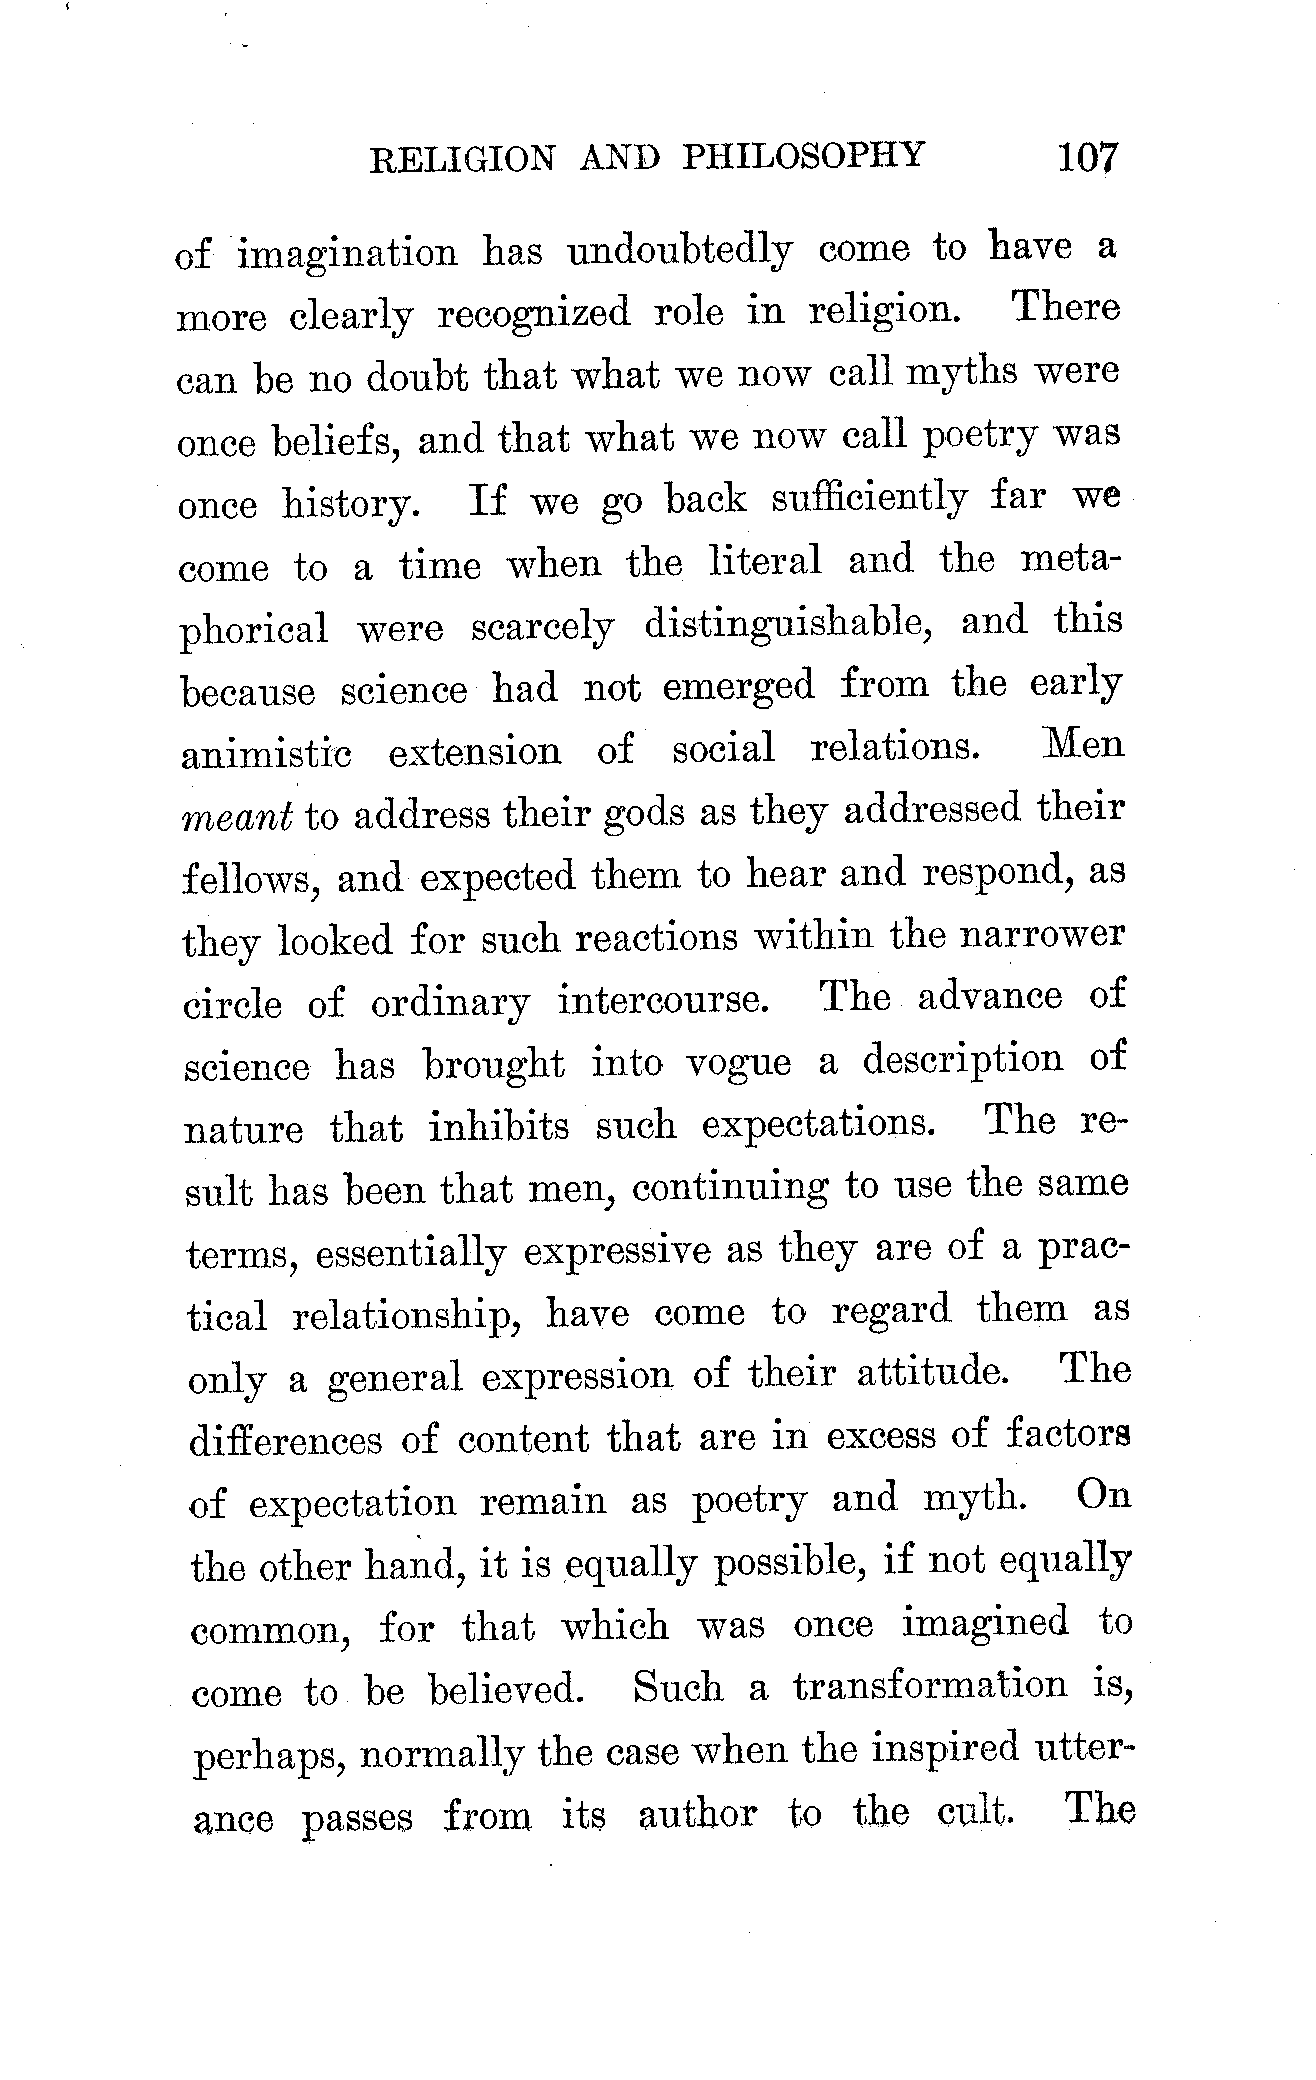 RELIGION AND PHILOSOPHY 107
of imagination has undoubtedly come to have a
more clearly recognized role in religion. There
can be no doubt that what we now call myths were
once beliefs, and that what we now call poetry was
once history. If we go back sufficiently far we
come to a time when the literal and the meta-
phorical were scarcely distinguishable, and this
because science had not emerged from the early
animistic extension of social relations. Men
meant to address their gods as they addressed their
fellows, and expected them to hear and respond, as
they looked for such reactions within the narrower
circle of ordinary intercourse. The advance of
science has brought into vogue a description of
nature that inhibits such expectations. The re-
sult has been that men, continuing to use the same
terms, essentially expressive as they are of a prac-
tical relationship, have come to regard them as
only a general expression of their attitude. The
differences of content that are in excess of factors
of expectation remain as poetry and myth. On
the other hand, it is equally possible, if not equally
common, for that which was once imagined to
come to be believed. Such a transformation is,
perhaps, normally the case when the inspired utter-
ance passes from its author to the cult. The